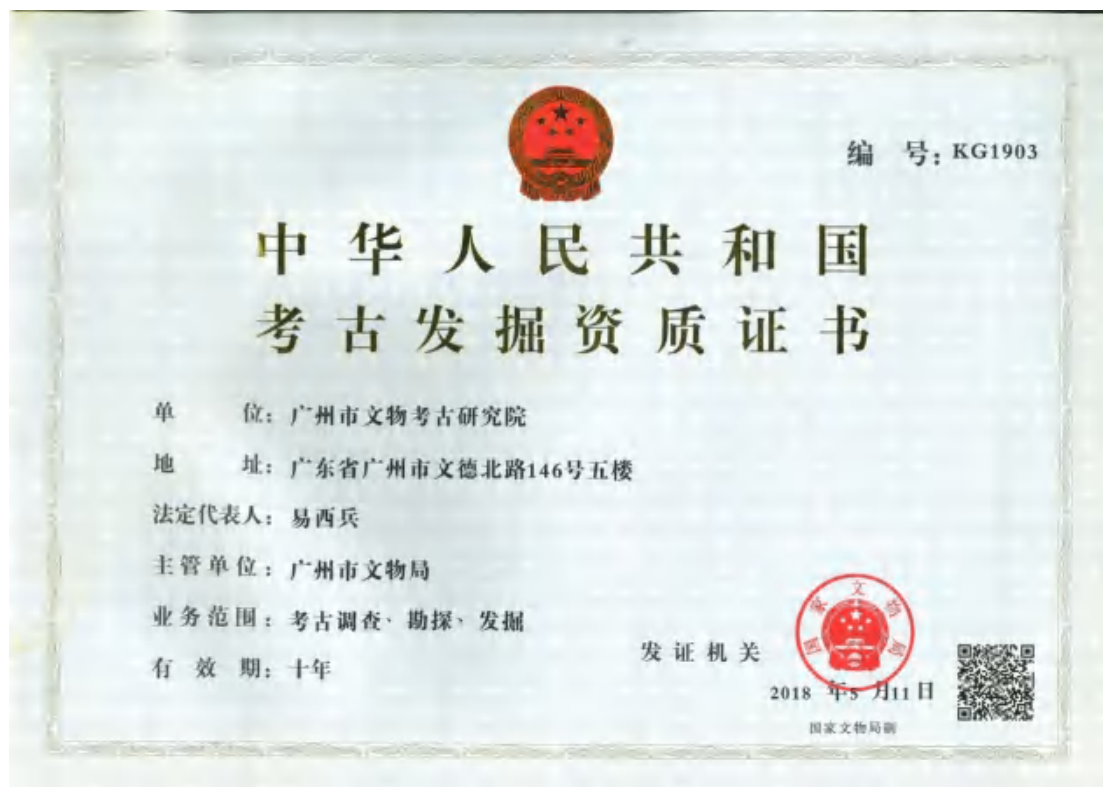 编 号：KG1903
中华人民共和国
考古发掘资质证书
单 位：广州市文物考古研究院
地 址：广东省广州市文德北路146号五楼
法定代表人：易西兵
主管单位：广州市文物局
业务范围：考古调查、勘探、发掘
有 效 期：十年
发证机关
国家文物局
2018 年5 月11日
国家文物局制